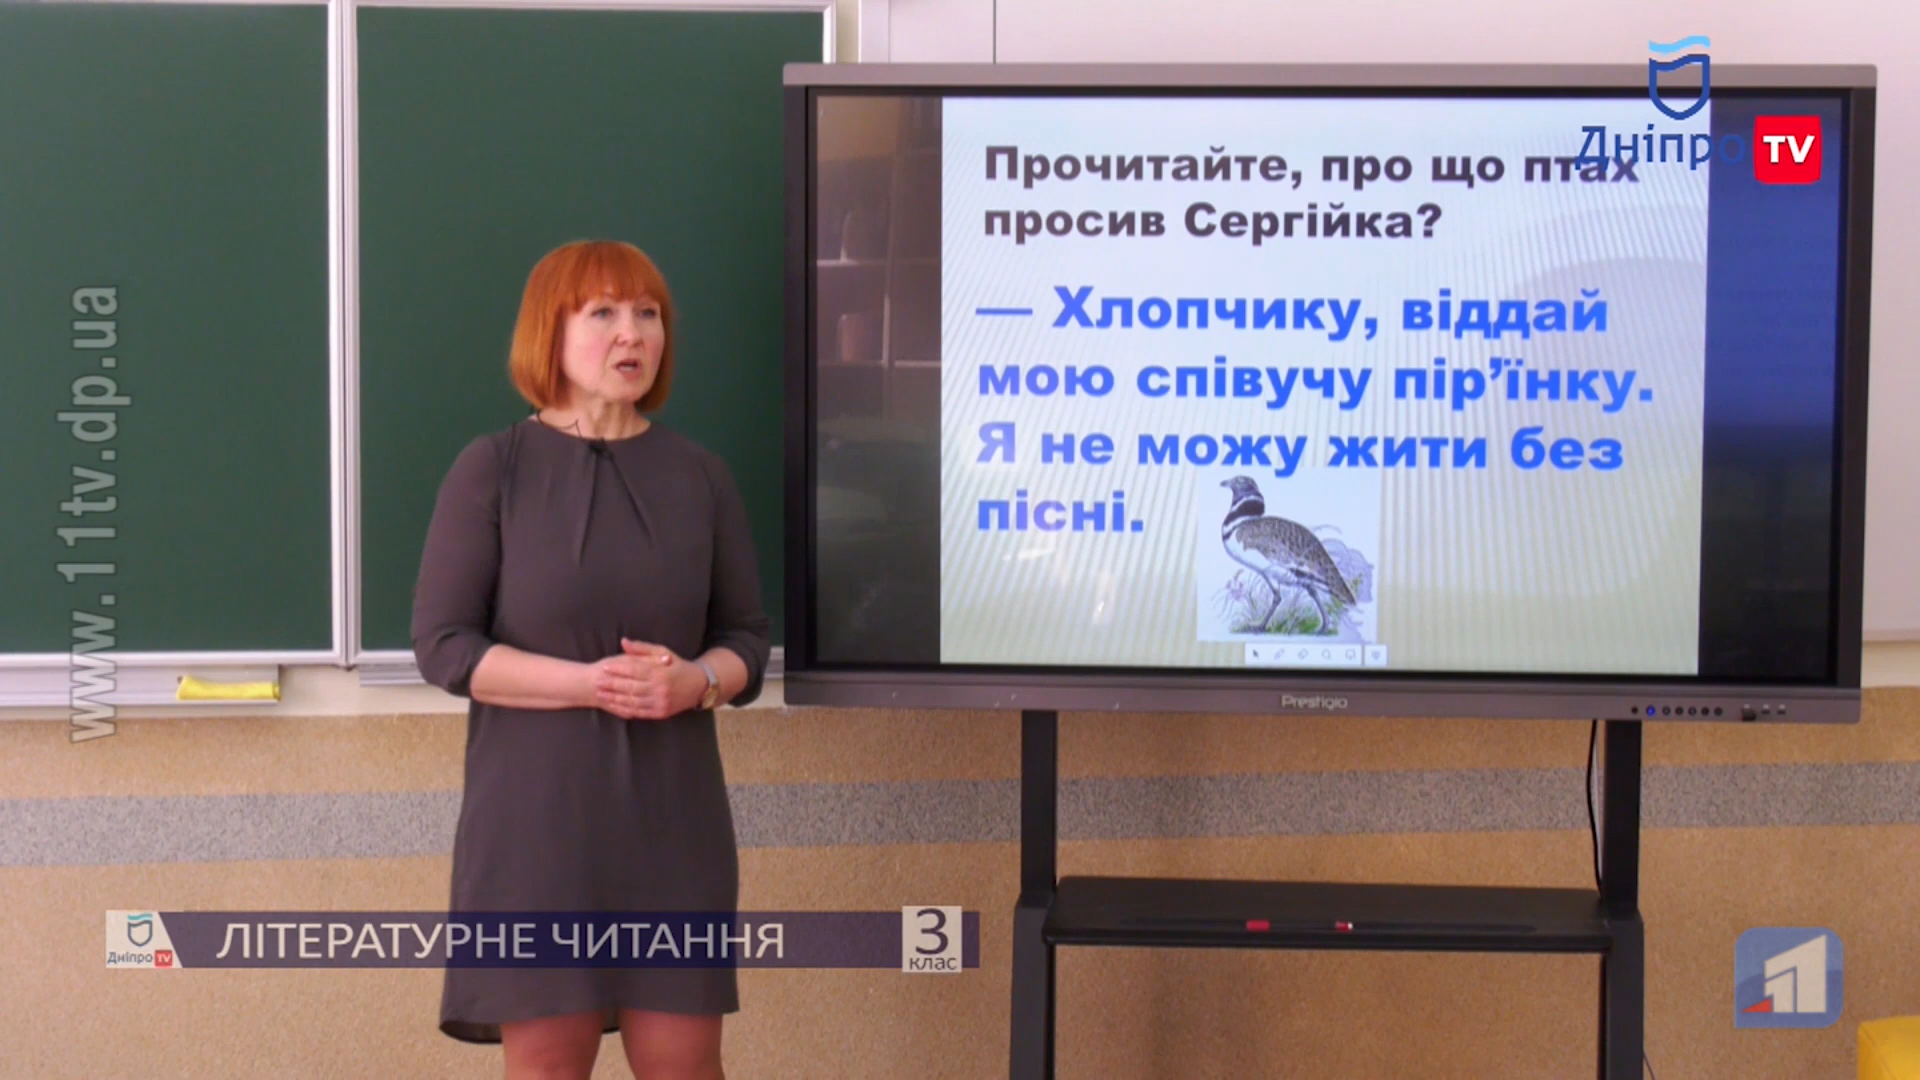 Дніпро TV
Прочитайте, про що птах
просив Сергійка?
— Хлопчику, віддай
мою співучу пір’їнку.
Я не можу жити без
пісні.
Prestigio
www.11tv.dp.ua
Дніпро TV
ЛІТЕРАТУРНЕ ЧИТАННЯ
3
клас
11